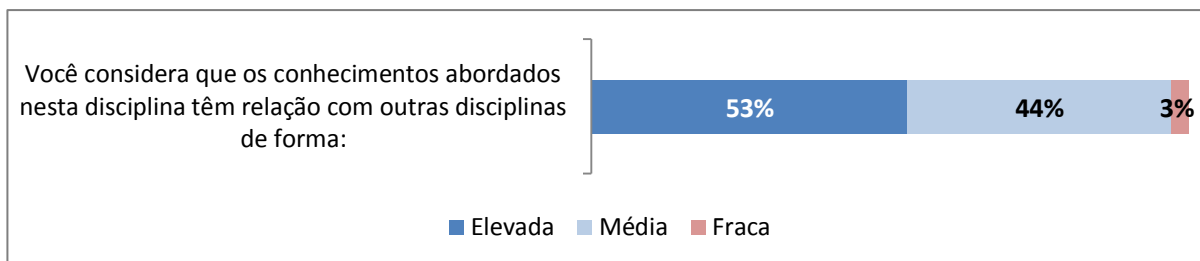 Você considera que os conhecimentos abordados
nesta disciplina têm relação com outras disciplinas
de forma:
53%
44%
3%
Elevada
Média
Fraca